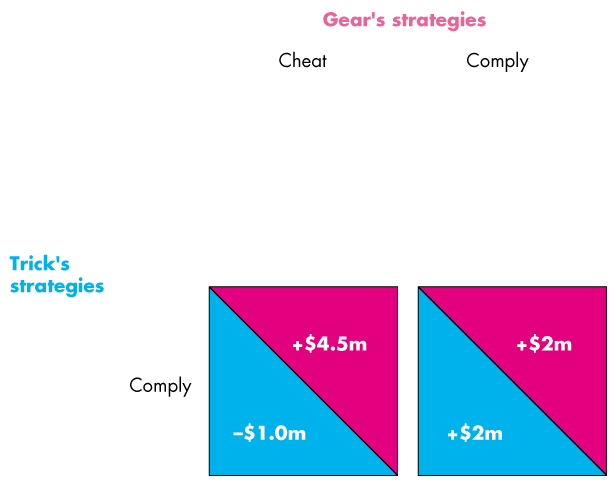 Gear's strategies
Cheat Comply
Trick's
strategies
+$4.5m +$2m
Comply
–$1.0m +$2m